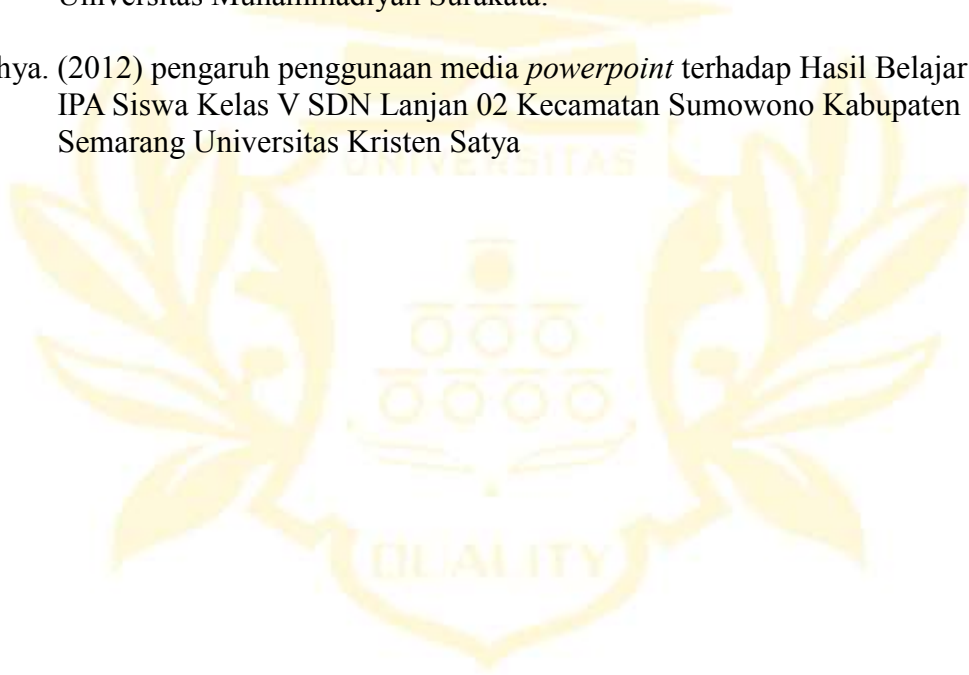 Universitas Muhammadiyah Surakata.
hya. (2012) pengaruh penggunaan media powerpoint terhadap Hasil Belajar
IPA Siswa Kelas V SDN Lanjan 02 Kecamatan Sumowono Kabupaten
Semarang Universitas Kristen Satya
UNIVERSITAS
QUALITY